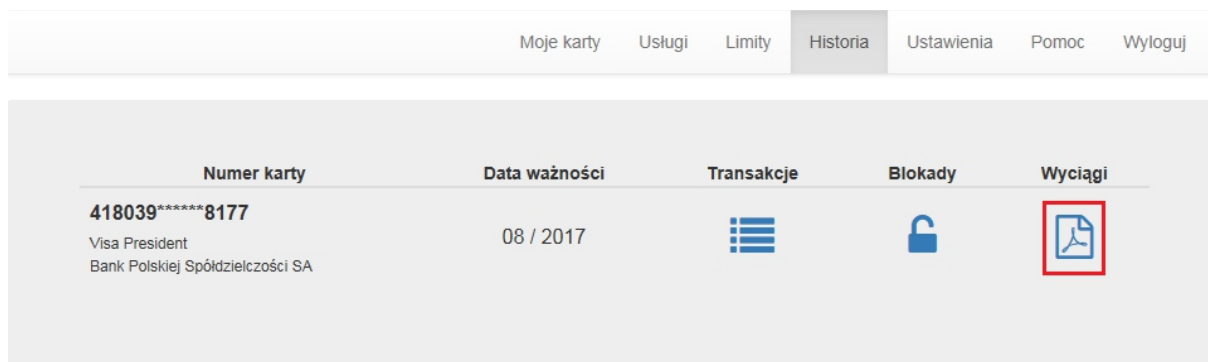 Moje karty Usługi Limity Historia Ustawienia Pomoc Wyloguj
Numer karty Data ważności Transakcje Blokady Wyciągi
418039******8177
08 / 2017
Visa President
Bank Polskiej Spółdzielczości SA